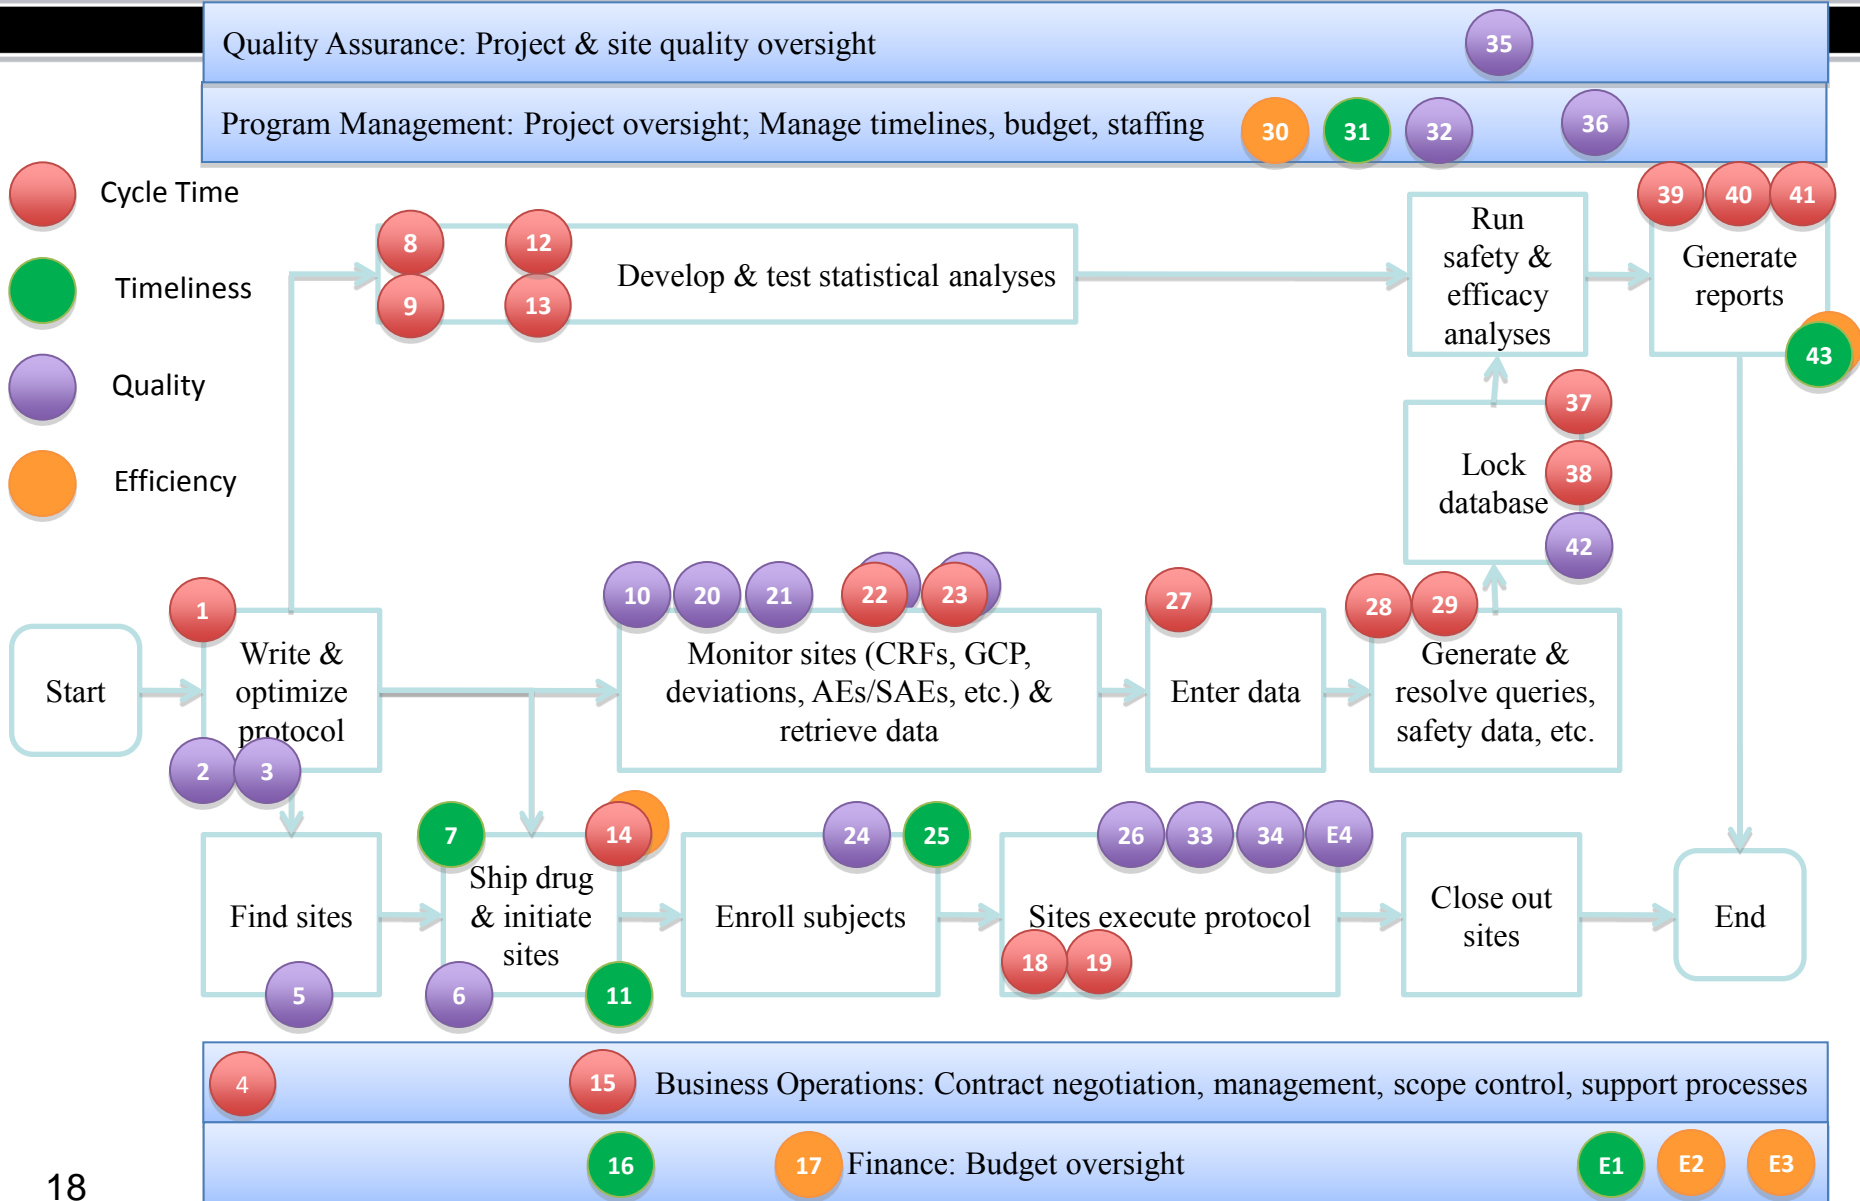 Quality Assurance: Project & site quality oversight
35
Program Management: Project oversight; Manage timelines, budget, staffing
30
31
32
36
Cycle Time
Timeliness
Quality
Efficiency
8
12
9
13
Develop & test statistical analyses
Run
safety &
efficacy
analyses
39
40
41
Generate
reports
43
37
38
42
Lock
database
Start
1
Write &
optimize
protocol
2
3
10
20
21
22
23
Monitor sites (CRFs, GCP,
deviations, AEs/SAEs, etc.) &
retrieve data
27
Enter data
28
29
Generate &
resolve queries,
safety data, etc.
Find sites
5
7
14
Ship drug
& initiate
sites
6
11
24
25
Enroll subjects
26
33
34
E4
Sites execute protocol
18
19
Close out
sites
End
4
15
Business Operations: Contract negotiation, management, scope control, support processes
16
17
Finance: Budget oversight
E1
E2
E3
18